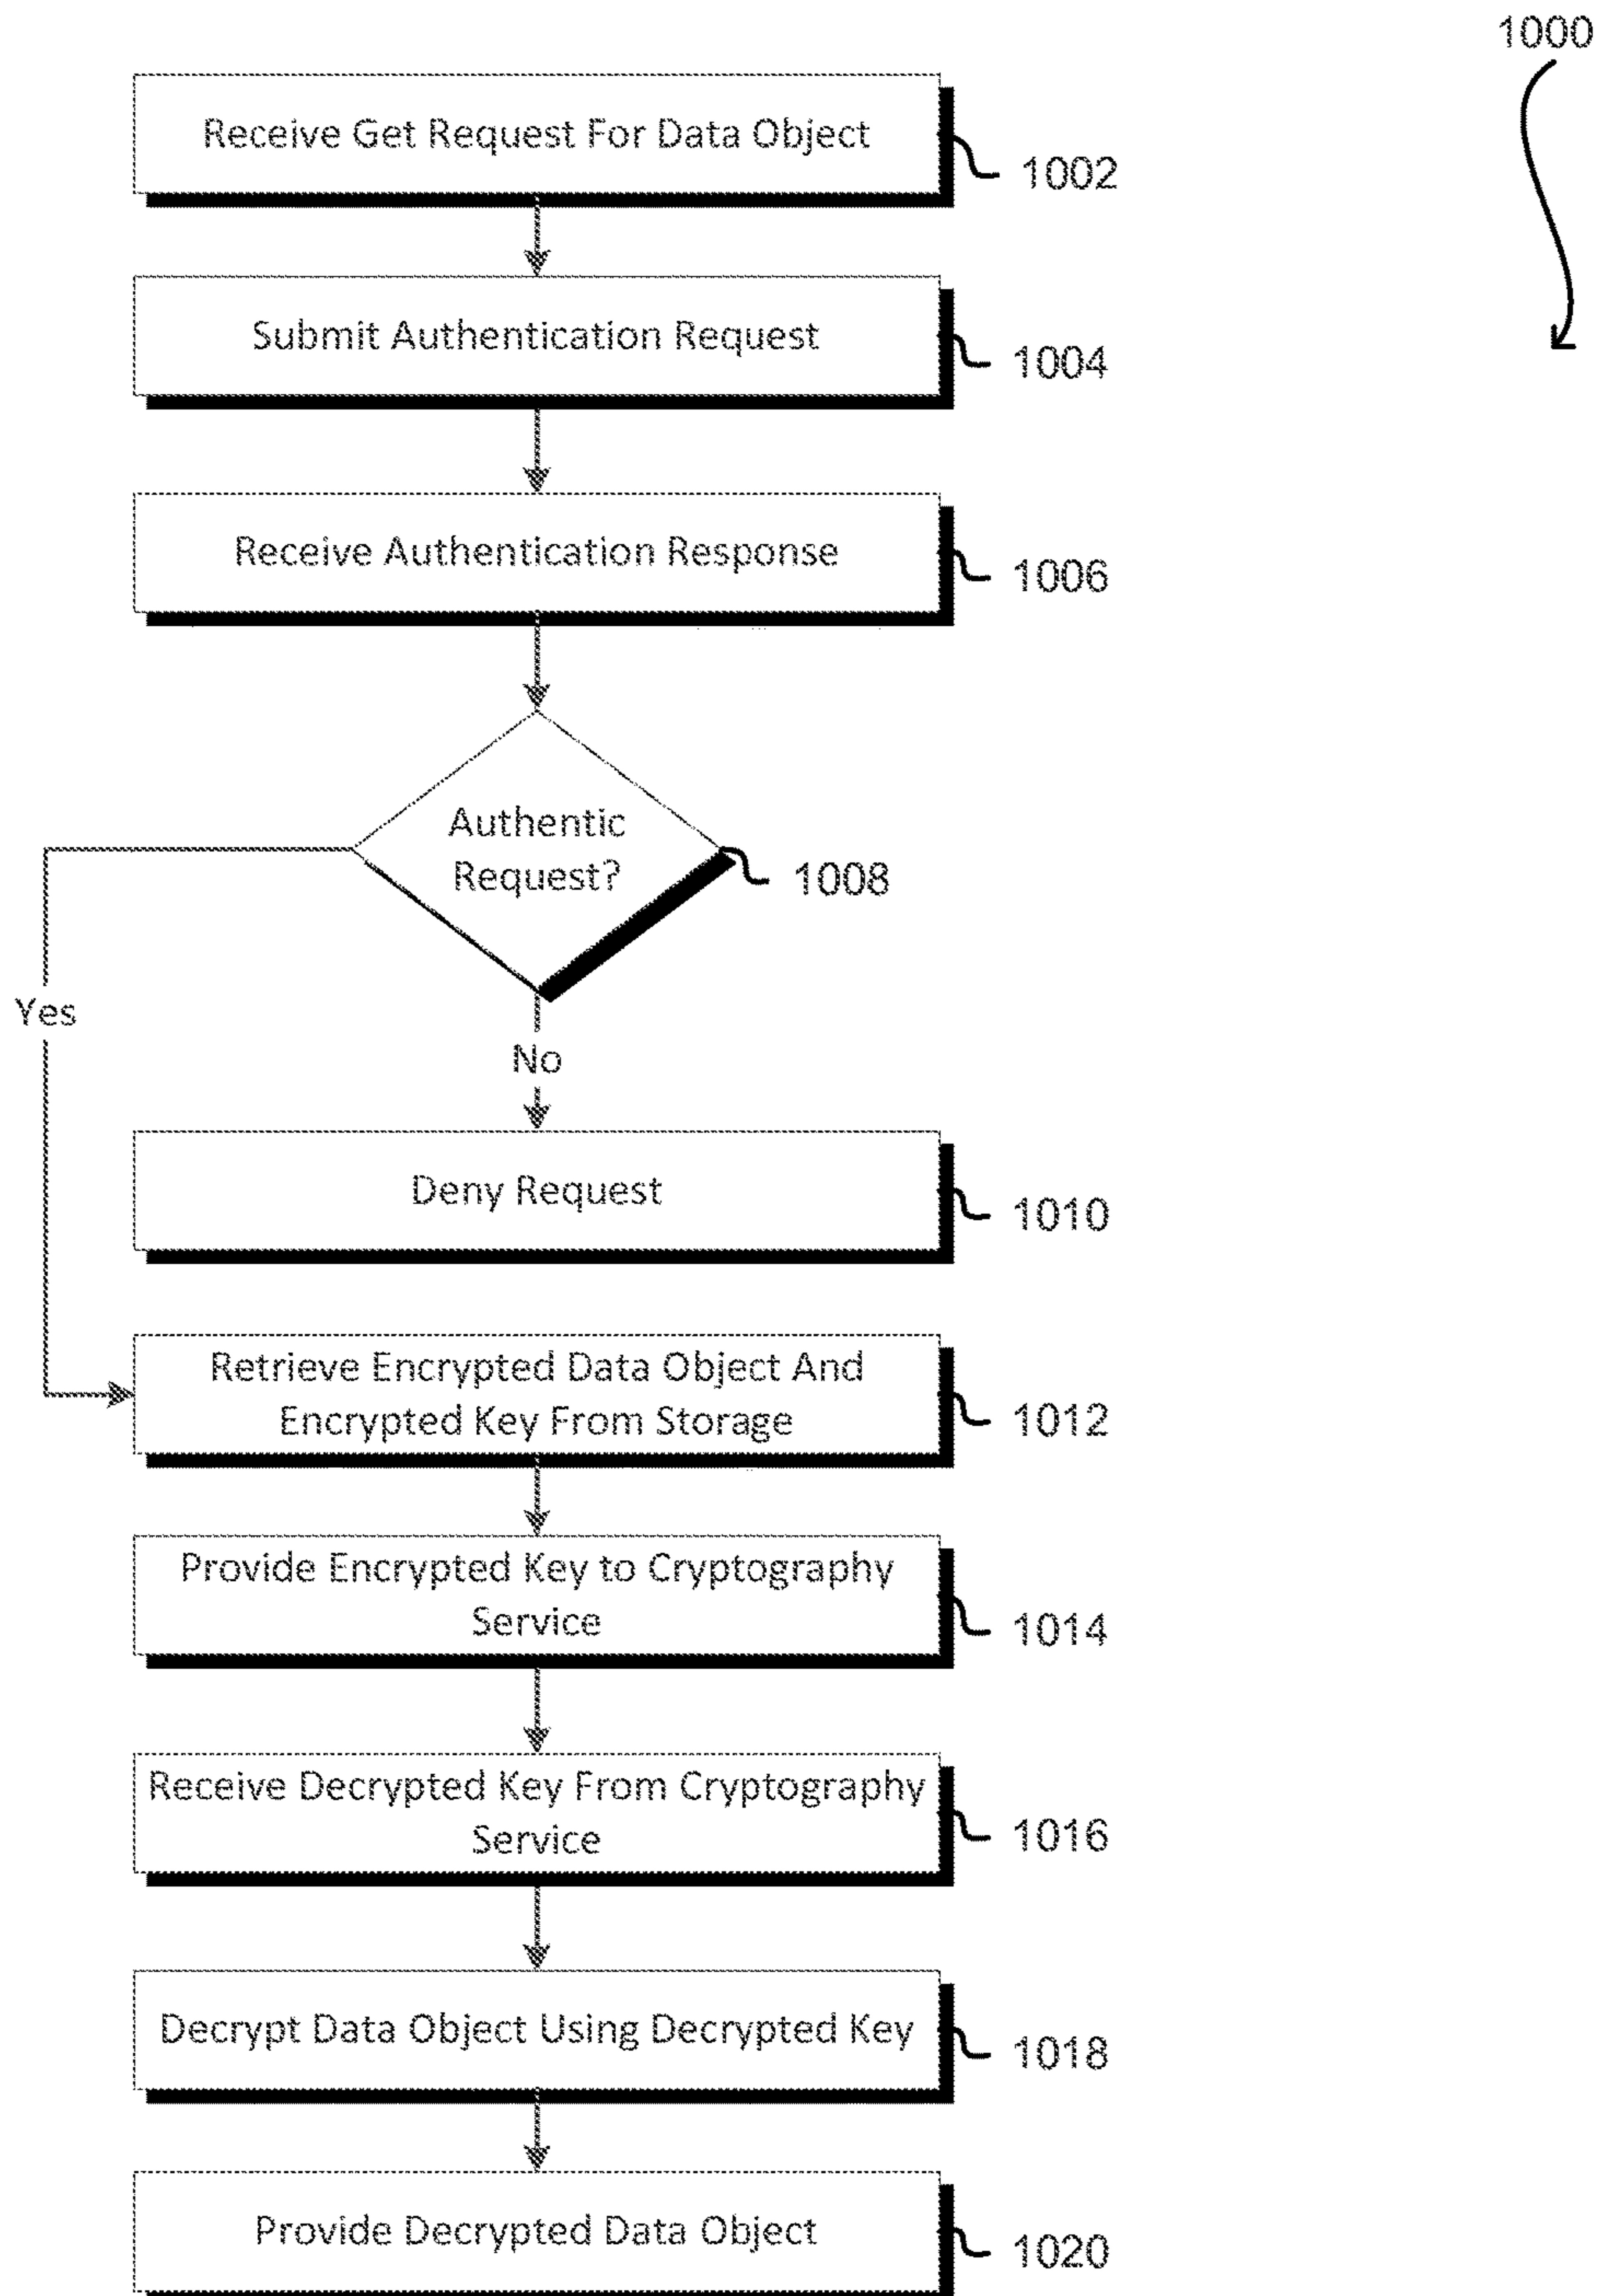 1000
Receive Get Request For Data Object
1002
Submit Authentication Request
1004
Receive Authentication Response
1006
Authentic
Request?
1008
Yes
No
Deny Request
1010
Retrieve Encrypted Data Object And
Encrypted Key From Storage
1012
Provide Encrypted Key to Cryptography
Service
1014
Receive Decrypted Key From Cryptography
Service
1016
Decrypt Data Object Using Decrypted Key
1018
Provide Decrypted Data Object
1020